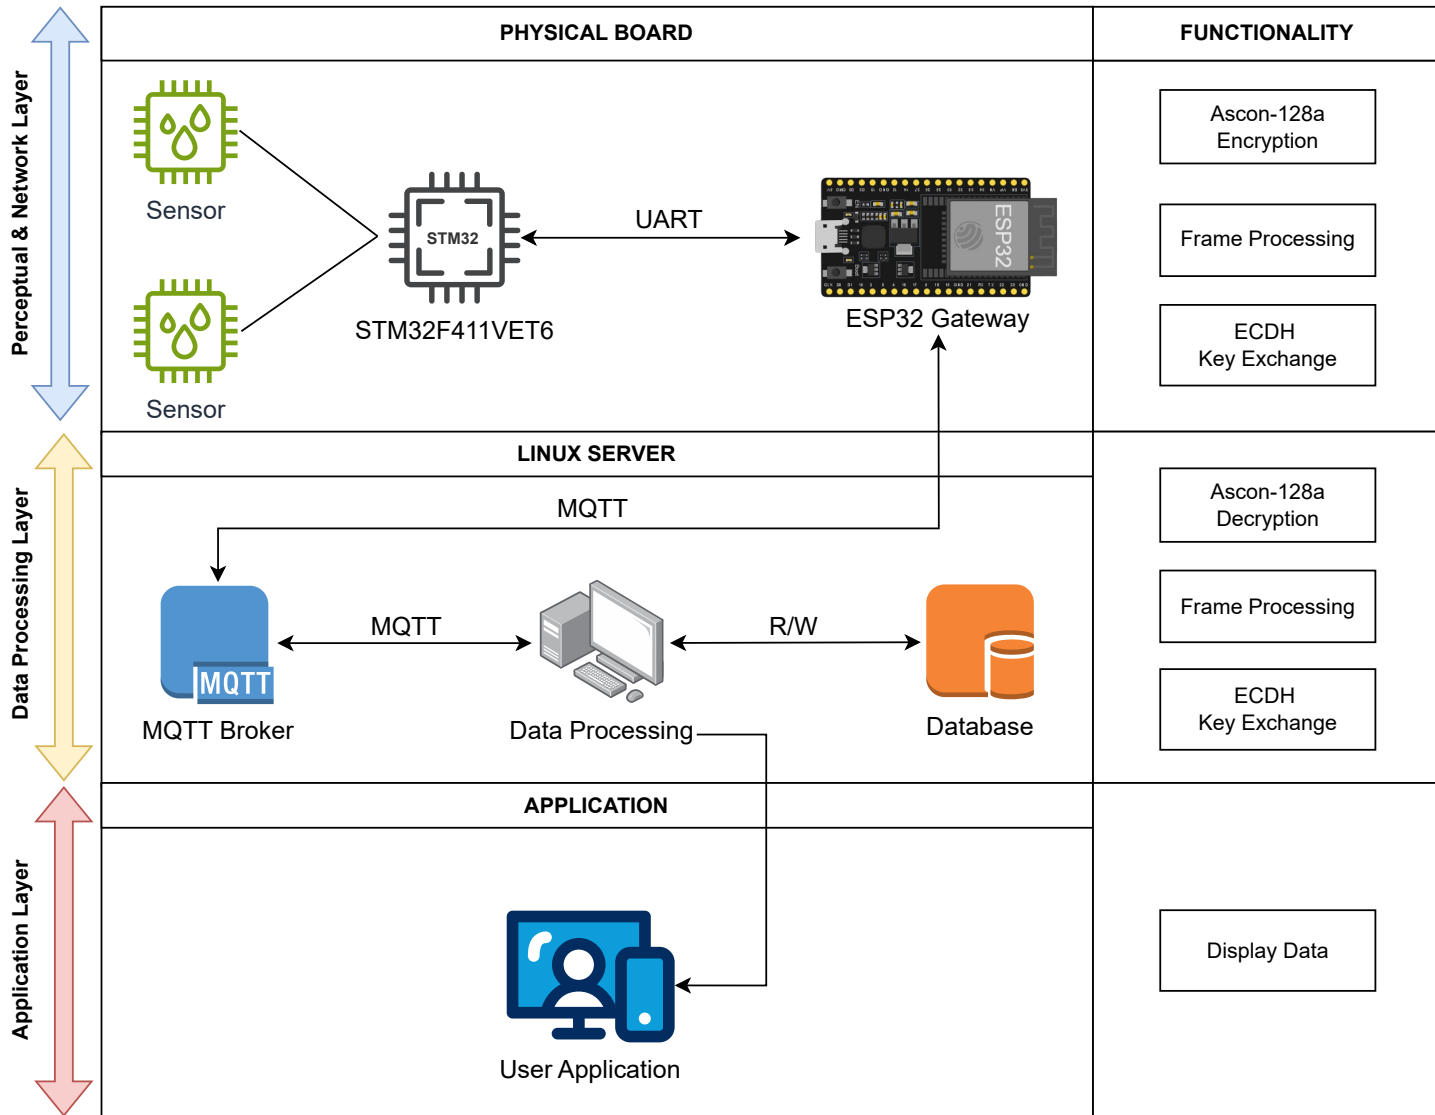 PHYSICAL BOARD
FUNCTIONALITY
Perceptual & Network Layer
Sensor
Sensor
STM32
STM32F411VET6
UART
ESP32
ESP32 Gateway
Ascon-128a
Encryption
Frame Processing
ECDH
Key Exchange
LINUX SERVER
Data Processing Layer
MQTT
MQTT
MQTT Broker
MQTT
Data Processing
R/W
Database
Ascon-128a
Decryption
Frame Processing
ECDH
Key Exchange
APPLICATION
Application Layer
User Application
Display Data